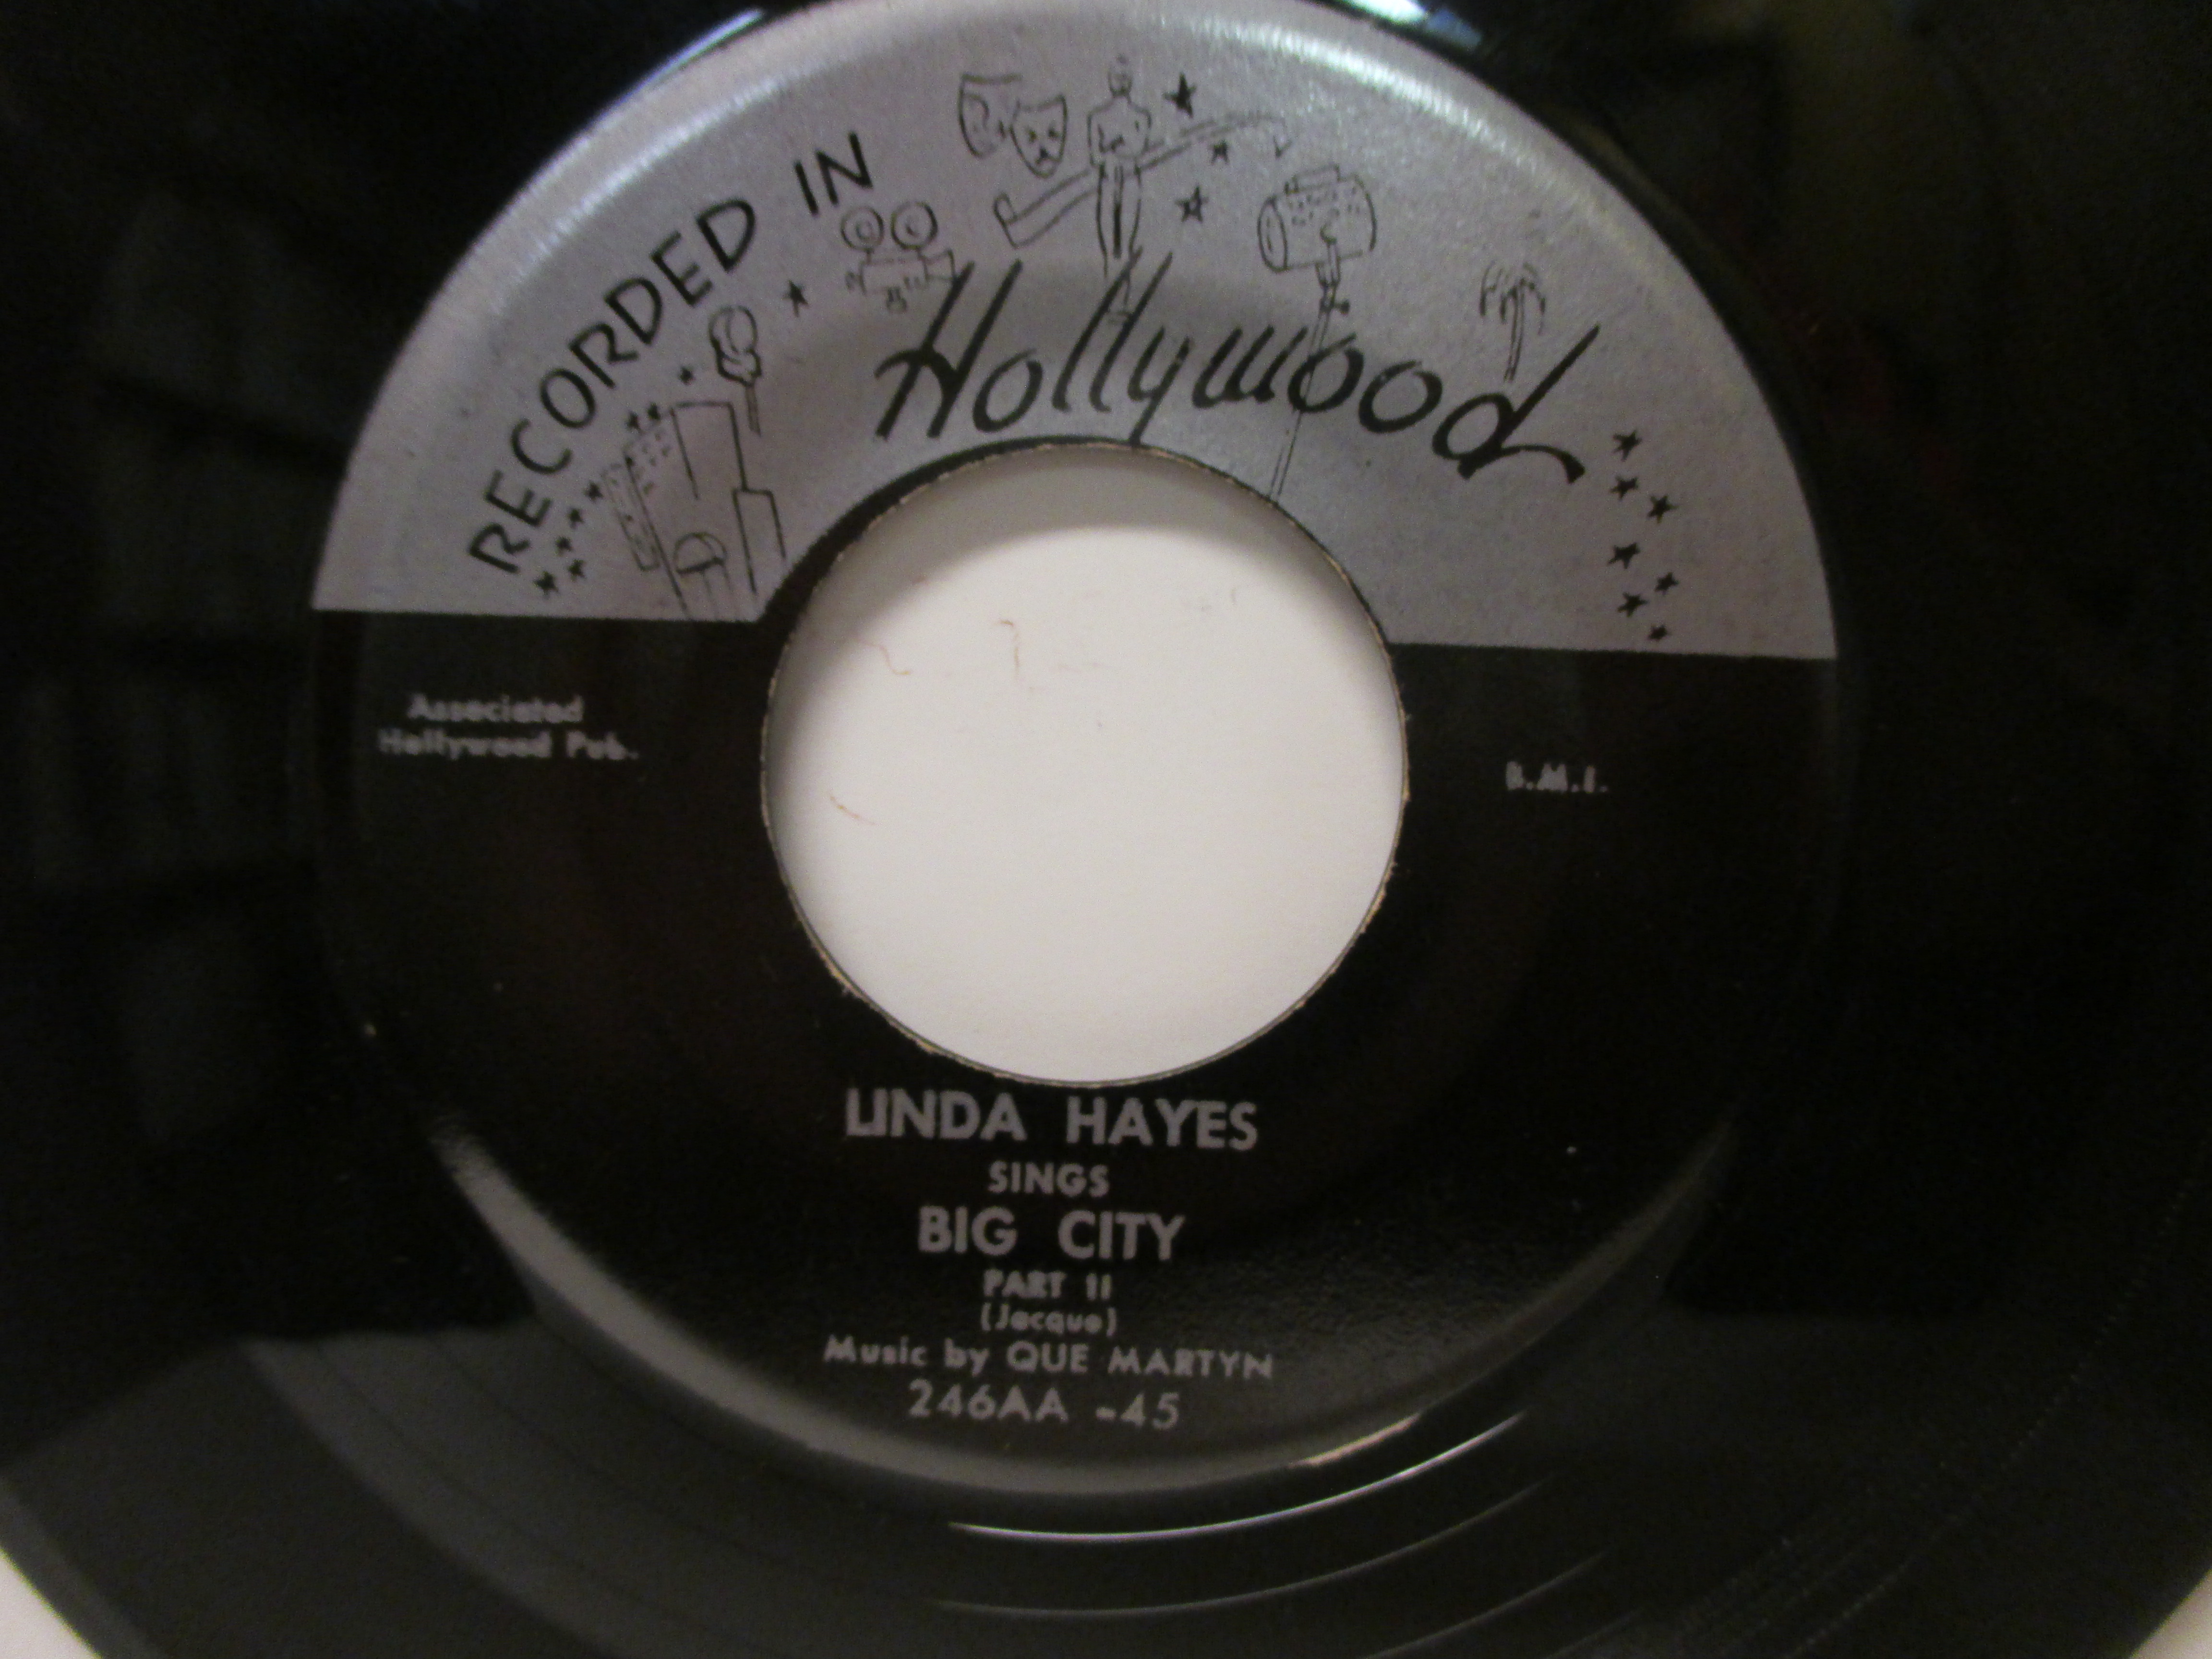 RECORDED IN
Hollywood
Associated
Hollywood Pub.
B.M.I.
LINDA HAYES
SINGS
BIG CITY
PART II
(Jacque)
Music by QUE MARTYN
246AA -45